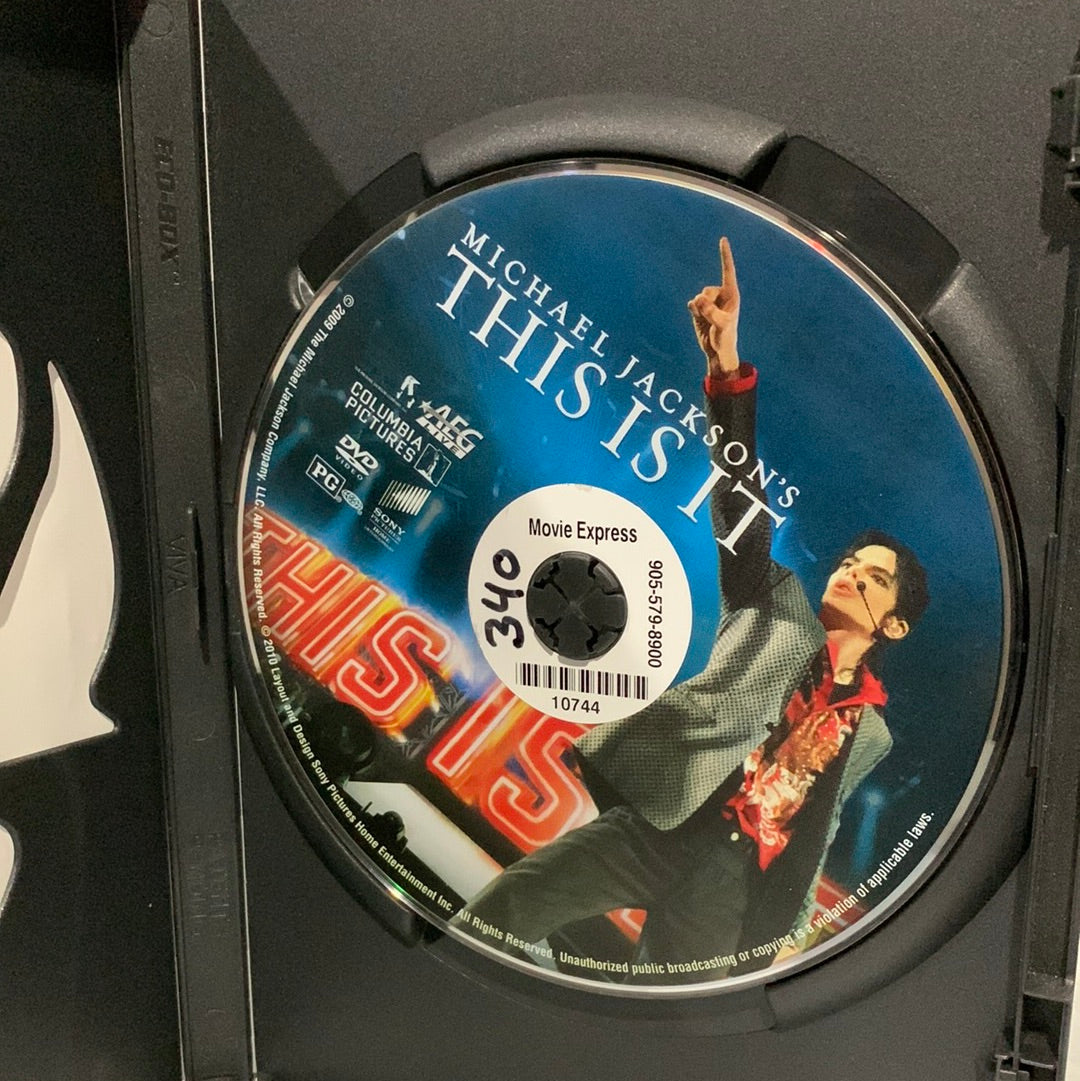 ECO-BOX
VIVA
MICHAEL JACKSON'S
THIS IS IT
COLUMBIA
PICTURES
AEG
LIVE
DVD
VIDEO
PG
SONY
PICTURES
HOME
Movie Express
905-579-8900
340
10744
THIS IS
© 2009 The Michael Jackson Company, LLC. All Rights Reserved. © 2010 Layout and Design Sony Pictures Home Entertainment Inc. All Rights Reserved. Unauthorized public broadcasting or copying is a violation of applicable laws.